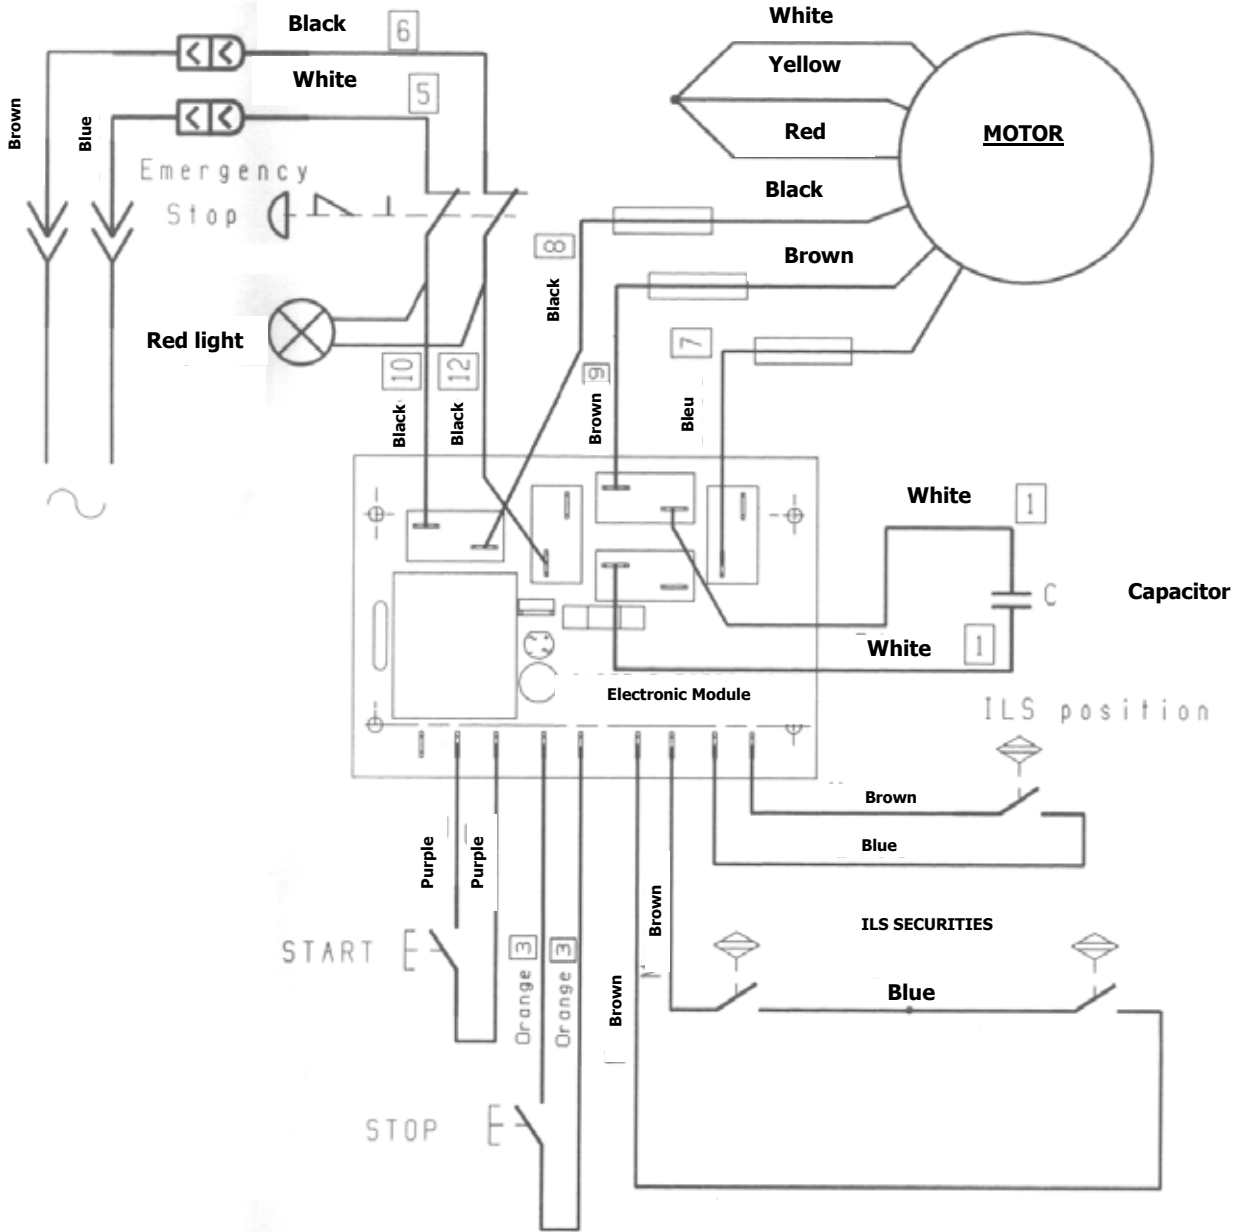 Black
6
White
White
5
Yellow
Brown
Blue
Red
MOTOR
Emergency
Stop
Black
8
Brown
Black
Red light
7
10
12
9
Black
Black
Brown
Bleu
White
1
C
Capacitor
White
1
Electronic Module
ILS position
Brown
Blue
Purple
Purple
Brown
ILS SECURITIES
START
Orange 3
Orange 3
Brown
Blue
STOP